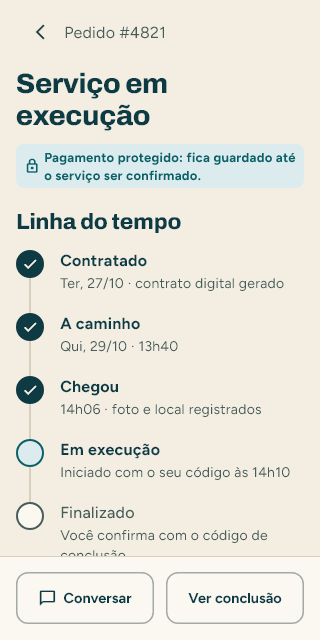 Pedido #4821
Serviço em
execução
Pagamento protegido: fica guardado até
o serviço ser confirmado.
Linha do tempo
Contratado
Ter, 27/10 · contrato digital gerado
A caminho
Qui, 29/10 · 13h40
Chegou
14h06 · foto e local registrados
Em execução
Iniciado com o seu código às 14h10
Finalizado
Você confirma com o código de
conclusão
Conversar
Ver conclusão